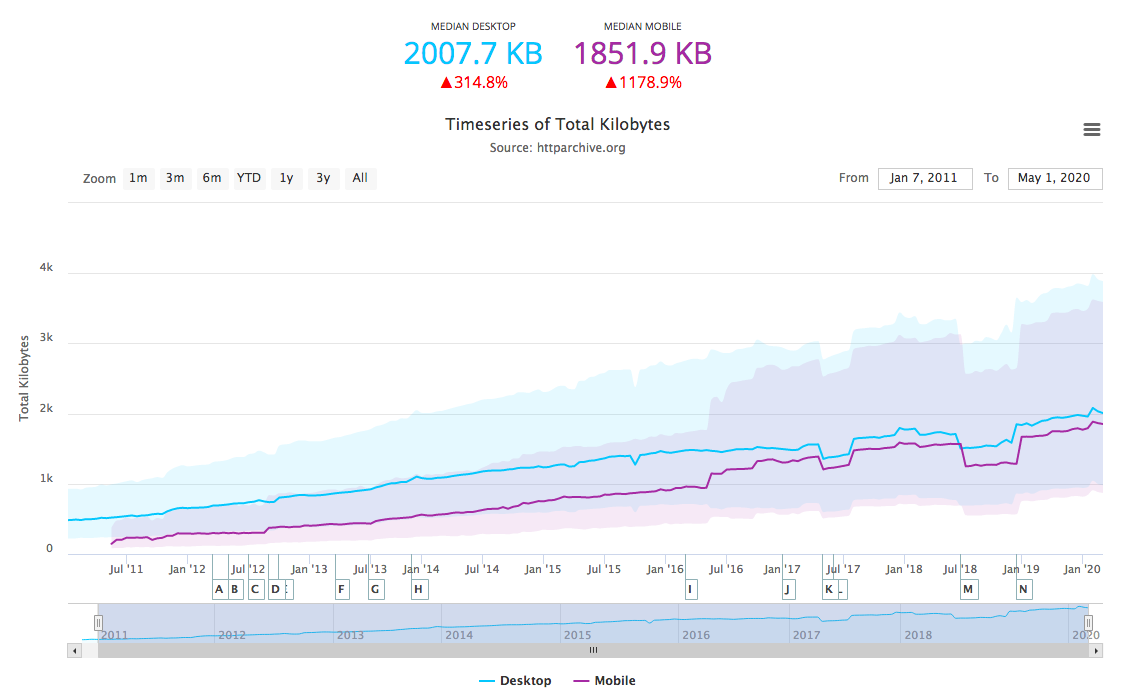 MEDIAN DESKTOP MEDIAN MOBILE
2007.7 KB 1851.9 KB
▲314.8% ▲1178.9%
Timeseries of Total Kilobytes
Source: httparchive.org
Zoom 1m 3m 6m YTD 1y 3y All From Jan 7, 2011 To May 1, 2020
Total Kilobytes
4k
3k
2k
1k
0
Jul '11 Jan '12 Jul '12 Jan '13 Jul '13 Jan '14 Jul '14 Jan '15 Jul '15 Jan '16 Jul '16 Jan '17 Jul '17 Jan '18 Jul '18 Jan '19 Jul '19 Jan '20
A B C D F G H I J K L M N
2011 2012 2013 2014 2015 2016 2017 2018 2020
Desktop Mobile